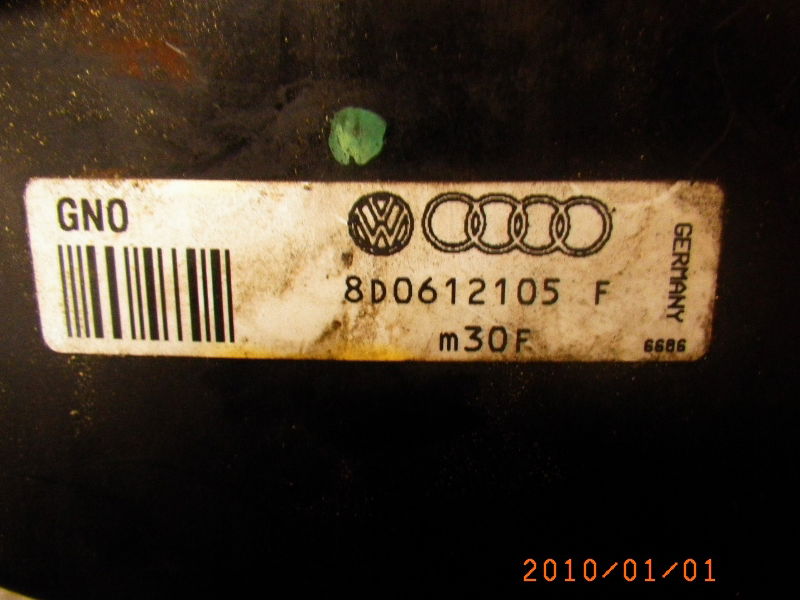 GNO
8D0612105 F
m30F
GERMANY
6686
2010/01/01